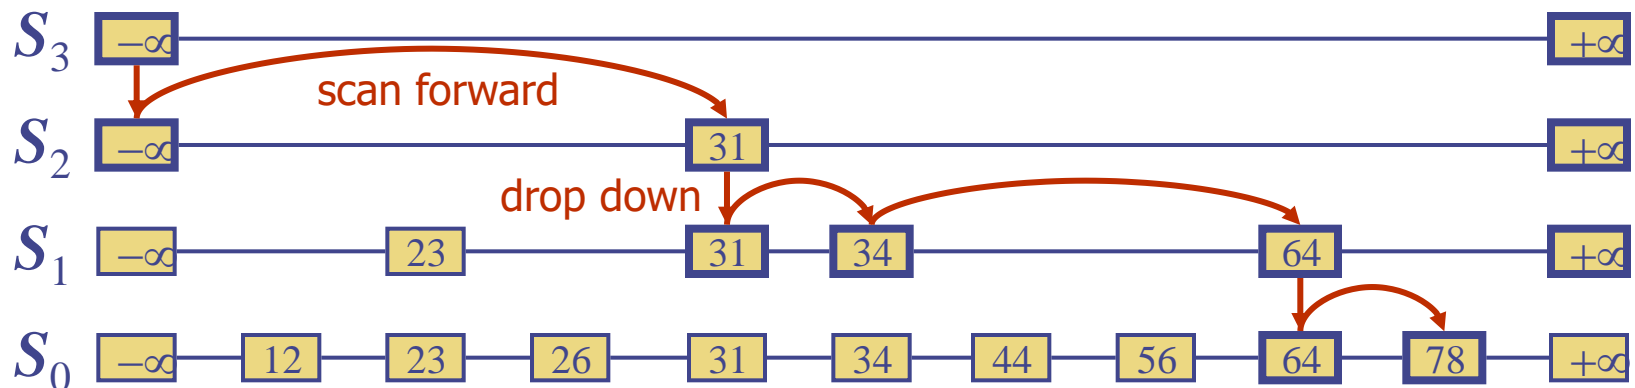 S3 −∞ +∞
scan forward
S2 −∞ 31 +∞
drop down
S1 −∞ 23 31 34 64 +∞
S0 −∞ 12 23 26 31 34 44 56 64 78 +∞